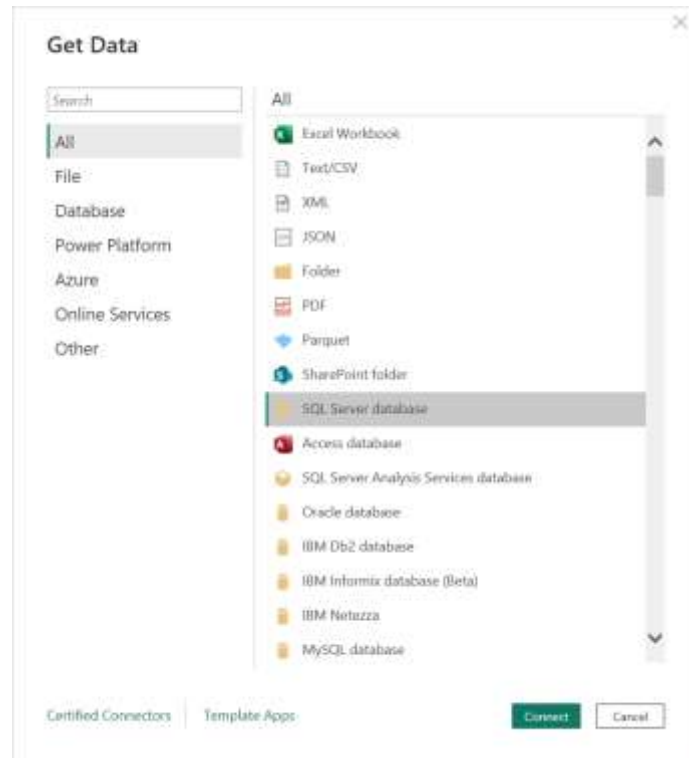 Get Data
Search
All
File
Database
Power Platform
Azure
Online Services
Other
All
Excel Workbook
Text/CSV
XML
JSON
Folder
PDF
Parquet
SharePoint folder
SQL Server database
Access database
SQL Server Analysis Services database
Oracle database
IBM Db2 database
IBM Informix database (Beta)
IBM Netezza
MySQL database
Certified Connectors
Template Apps
Connect
Cancel